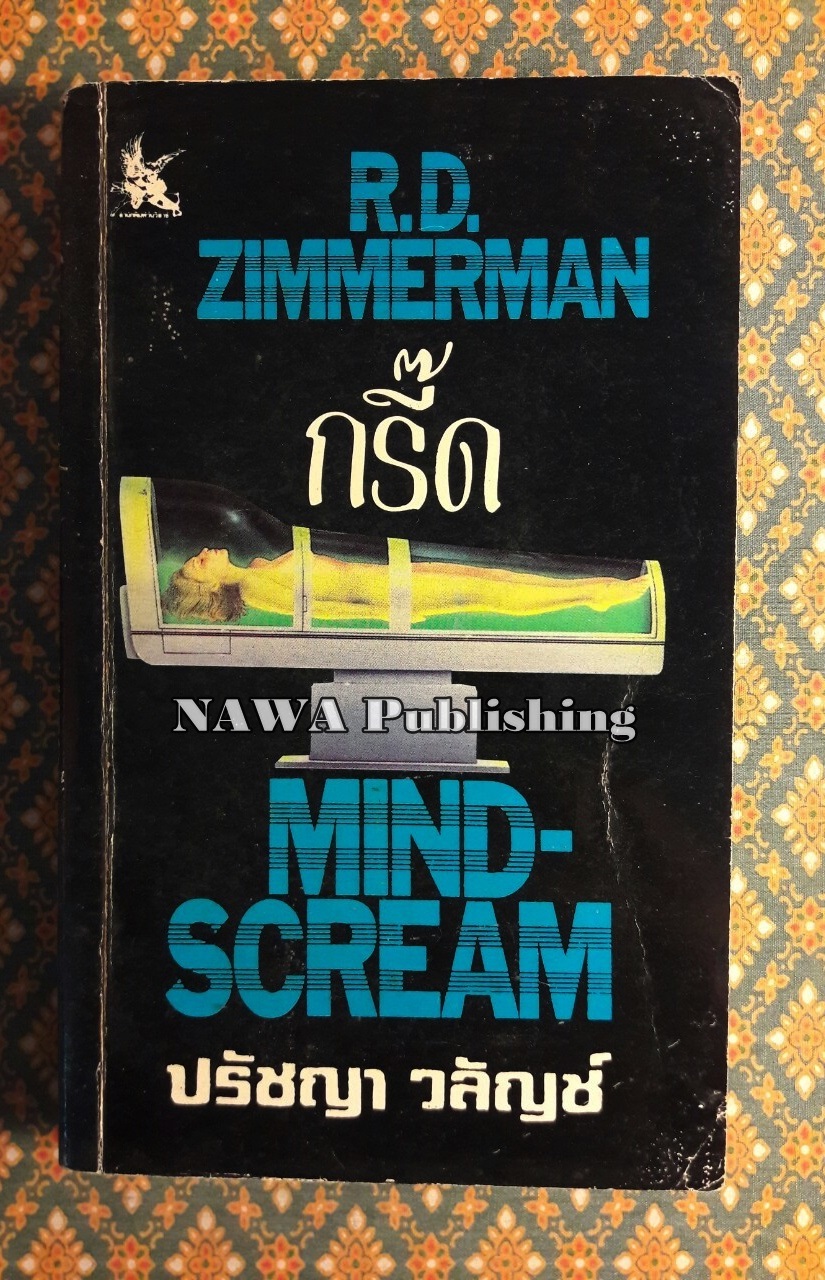 R.D.
ZIMMERMAN
กรี๊ด
NAWA Publishing
MIND-
SCREAM
ปรัชญา วลัญช์